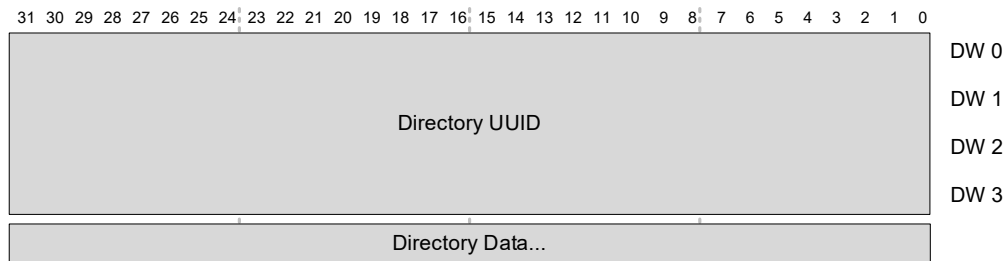 31 30 29 28 27 26 25 24 23 22 21 20 19 18 17 16 15 14 13 12 11 10 9 8 7 6 5 4 3 2 1 0
DW 0
DW 1
Directory UUID
DW 2
DW 3
Directory Data...